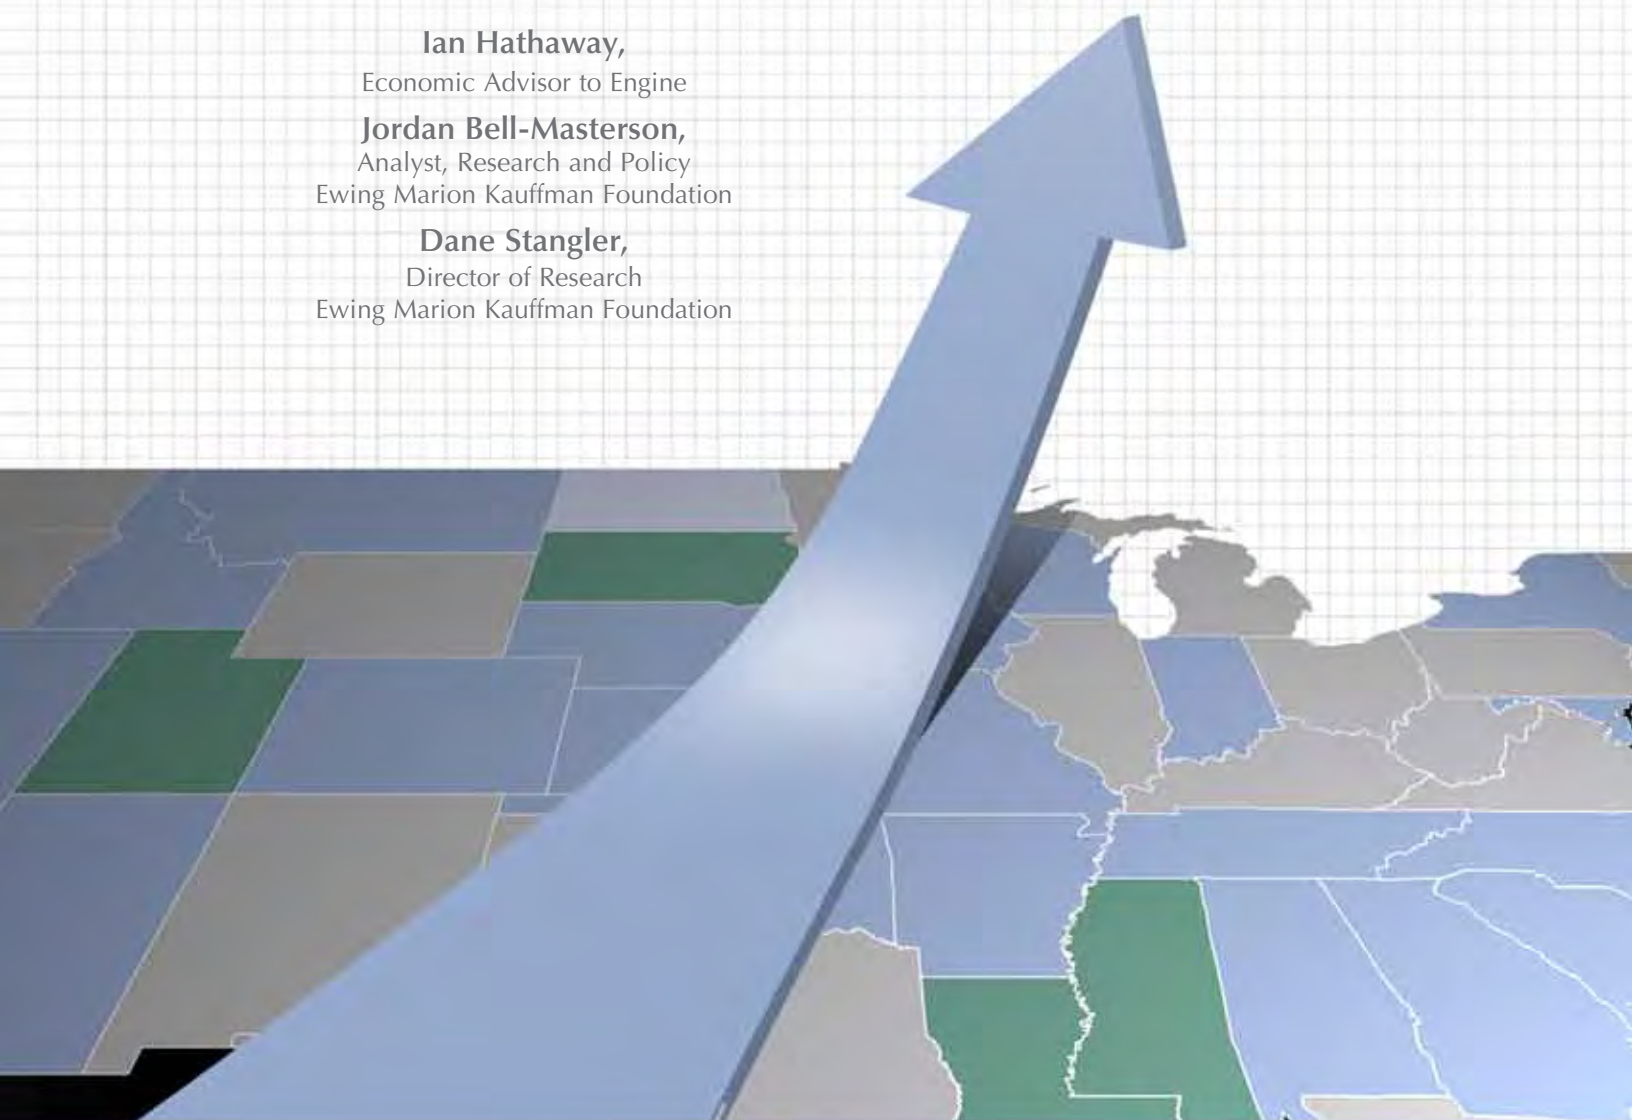 Ian Hathaway,
Economic Advisor to Engine
Jordan Bell-Masterson,
Analyst, Research and Policy
Ewing Marion Kauffman Foundation
Dane Stangler,
Director of Research
Ewing Marion Kauffman Foundation